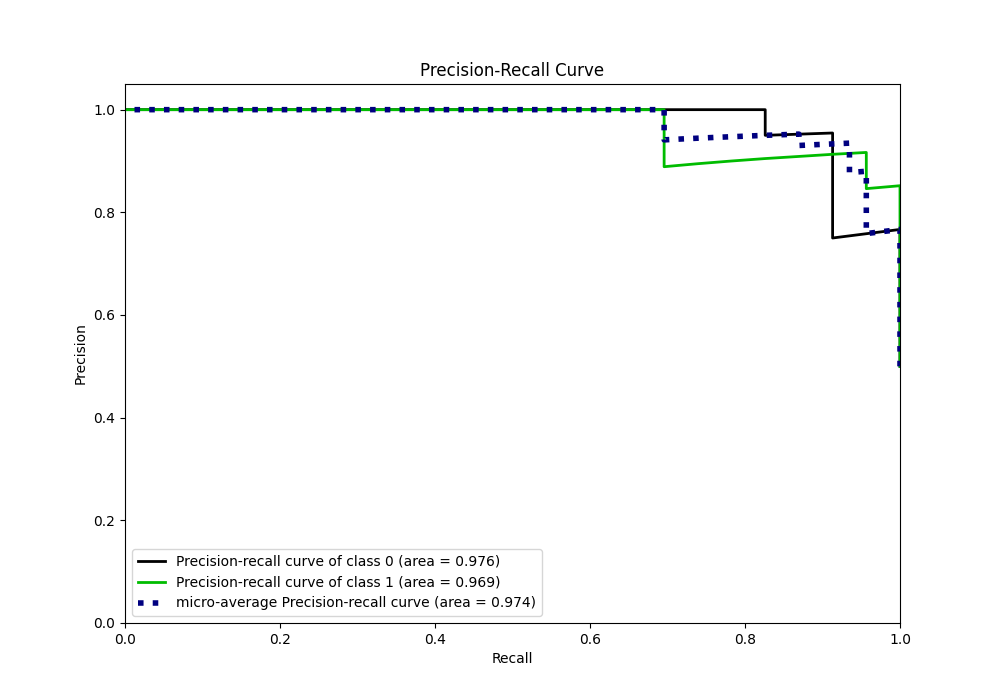 Precision-Recall Curve
1.0
0.8
0.6
0.4
0.2
0.0
Precision
Precision-recall curve of class 0 (area = 0.976)
Precision-recall curve of class 1 (area = 0.969)
micro-average Precision-recall curve (area = 0.974)
0.0 0.2 0.4 0.6 0.8 1.0
Recall